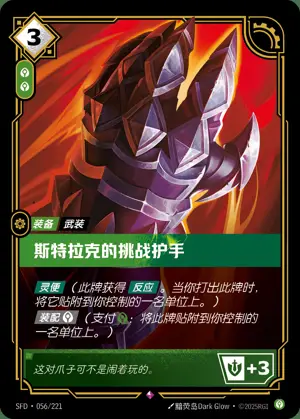 3
装备 武装
斯特拉克的挑战护手
灵便（此牌获得 反应 。当你打出此牌时，
将它贴附到你控制的一名单位上。）
装配（支付：将此牌贴附到你控制的
一名单位上。）
这对爪子可不是闹着玩的。
+3
SFD • 056/221
黯荧岛Dark Glow • ©2025RGI